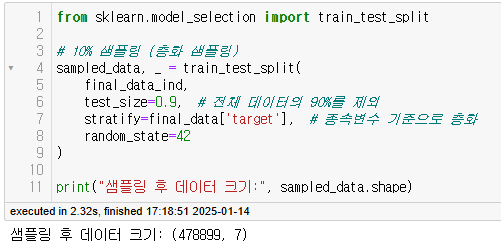 1 from sklearn.model_selection import train_test_split
2
3 # 10% 샘플링 (층화 샘플링)
4 sampled_data, _ = train_test_split(
5     final_data_ind,
6     test_size=0.9,  # 전체 데이터의 90%를 제외
7     stratify=final_data['target'],  # 종속변수 기준으로 층화
8     random_state=42
9 )
10
11 print("샘플링 후 데이터 크기:", sampled_data.shape)
executed in 2.32s, finished 17:18:51 2025-01-14
샘플링 후 데이터 크기: (478899, 7)